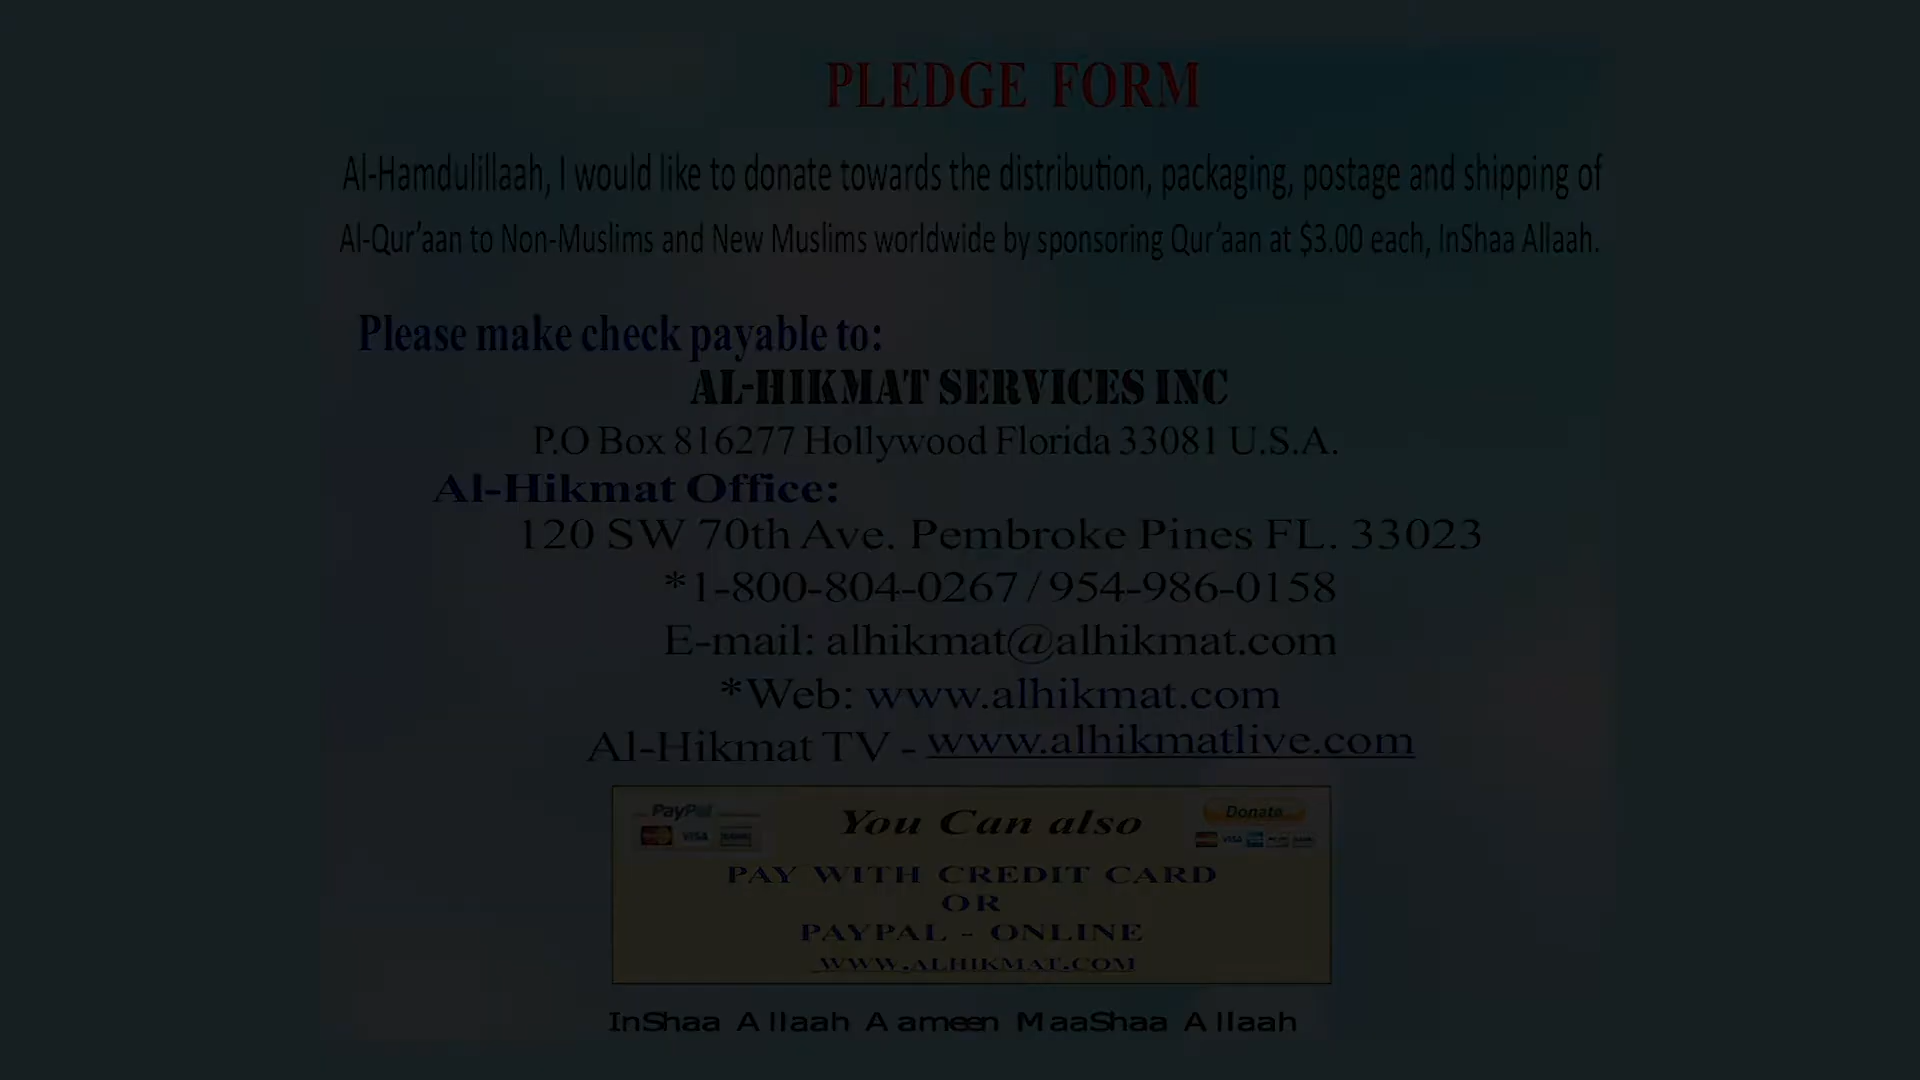 PLEDGE FORM
Al-Hamdulillaah, I would like to donate towards the distribution, packaging, postage and shipping of
Al-Qur’aan to Non-Muslims and New Muslims worldwide by sponsoring Qur’aan at $3.00 each, InShaa Allaah.
Please make check payable to:
AL-HIKMAT SERVICES INC
P.O Box 816277 Hollywood Florida 33081 U.S.A.
Al-Hikmat Office:
120 SW 70th Ave. Pembroke Pines FL. 33023
*1-800-804-0267 / 954-986-0158
E-mail: alhikmat@alhikmat.com
*Web: www.alhikmat.com
Al-Hikmat TV - www.alhikmatlive.com
PayPal
VISA
You Can also
Donate
VISA
PAY WITH CREDIT CARD
OR
PAYPAL - ONLINE
WWW.ALHIKMAT.COM
InShaa Allaah Aameen MaaShaa Allaah